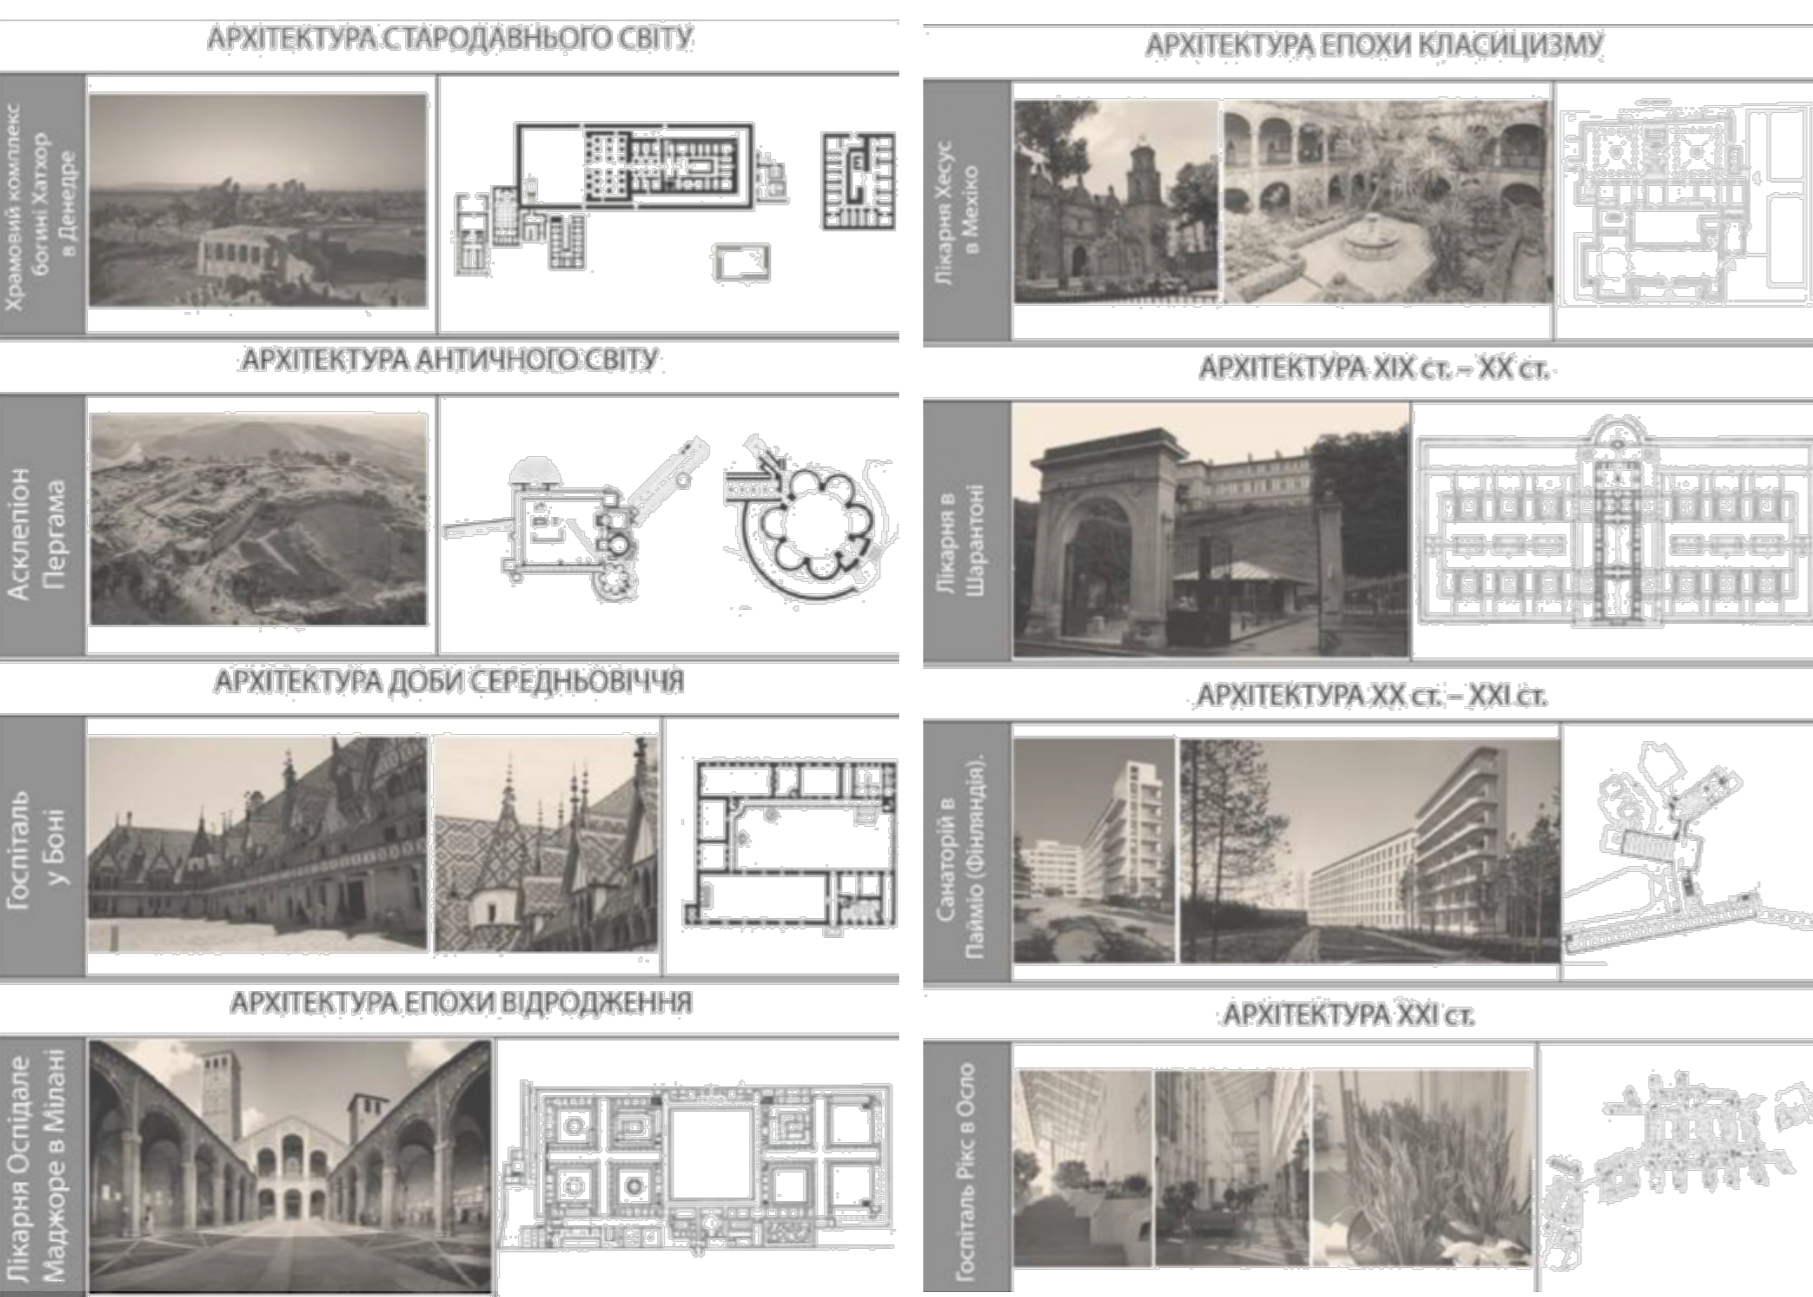 АРХІТЕКТУРА СТАРОДАВНЬОГО СВІТУ
Храмовий комплекс
богині Хатхор
в Денедре
АРХІТЕКТУРА АНТИЧНОГО СВІТУ
Асклепіон
Пергама
АРХІТЕКТУРА ДОБИ СЕРЕДНЬОВІЧЧЯ
Госпіталь
у Боні
АРХІТЕКТУРА ЕПОХИ ВІДРОДЖЕННЯ
Лікарня Оспідале
Маджоре в Мілані
АРХІТЕКТУРА ЕПОХИ КЛАСИЦИЗМУ
Лікарня Хесус
в Мехіко
АРХІТЕКТУРА XIX ст. – XX ст.
Лікарня в
Шарантоні
АРХІТЕКТУРА XX ст. – XXI ст.
Санаторій в
Пайміо (Фінляндія).
АРХІТЕКТУРА XXI ст.
Госпіталь Рікс в Осло